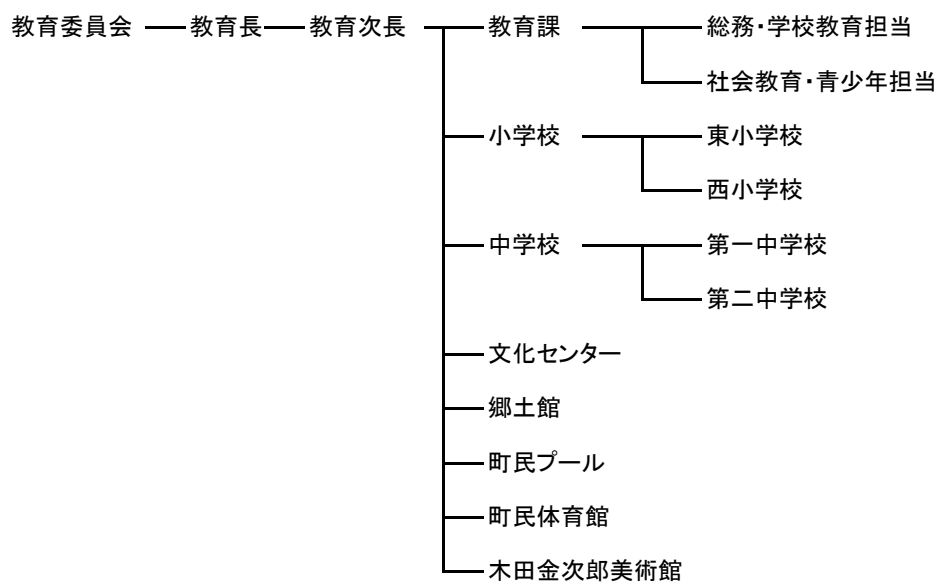 教育委員会 教育長 教育次長 教育課 総務・学校教育担当
社会教育・青少年担当
小学校 東小学校
西小学校
中学校 第一中学校
第二中学校
文化センター
郷土館
町民プール
町民体育館
木田金次郎美術館